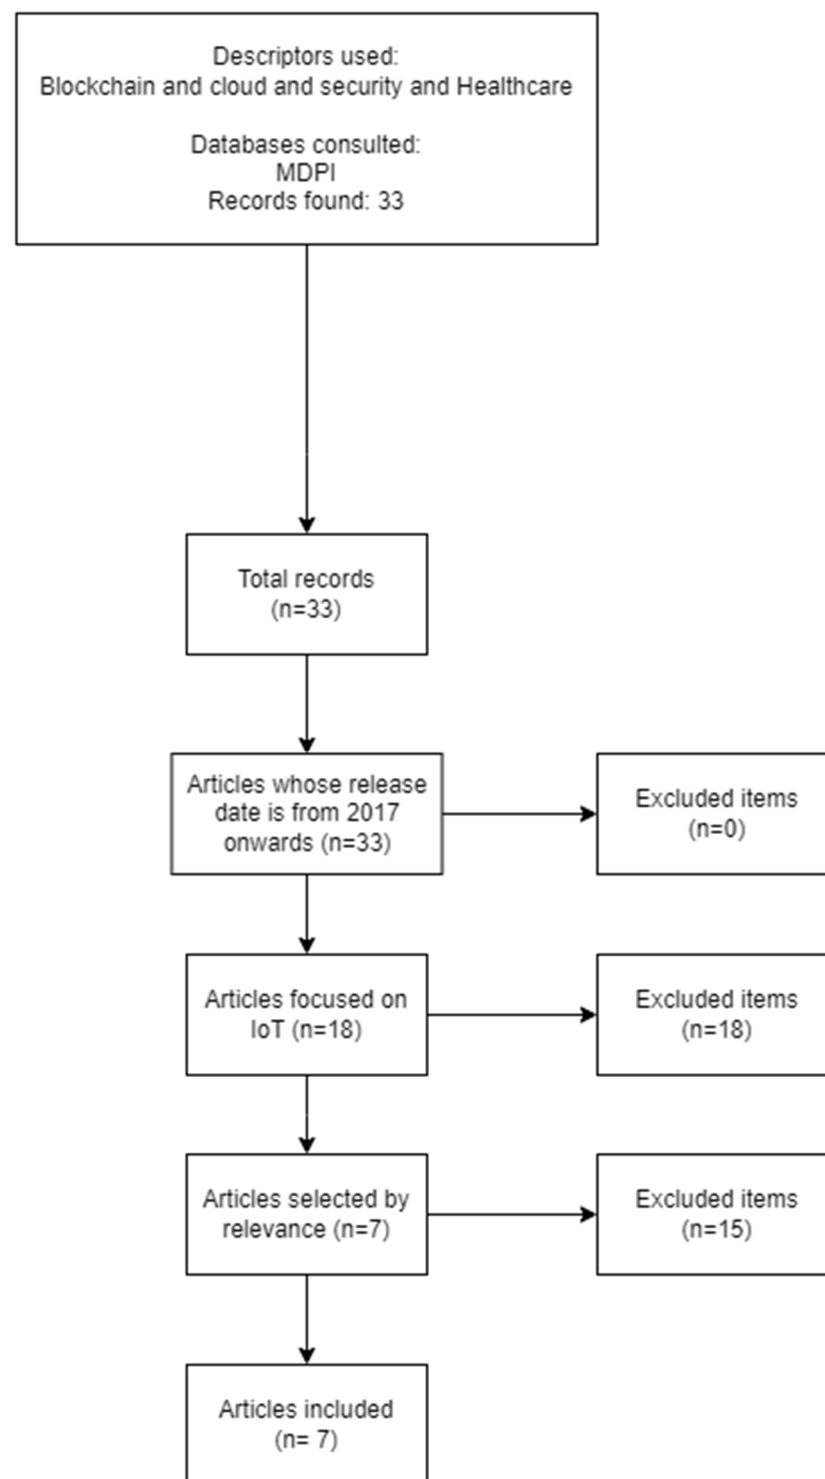 Descriptors used:
Blockchain and cloud and security and Healthcare
Databases consulted:
MDPI
Records found: 33
Total records
(n=33)
Articles whose release
date is from 2017
onwards (n=33)
Excluded items
(n=0)
Articles focused on
IoT (n=18)
Excluded items
(n=18)
Articles selected by
relevance (n=7)
Excluded items
(n=15)
Articles included
(n= 7)